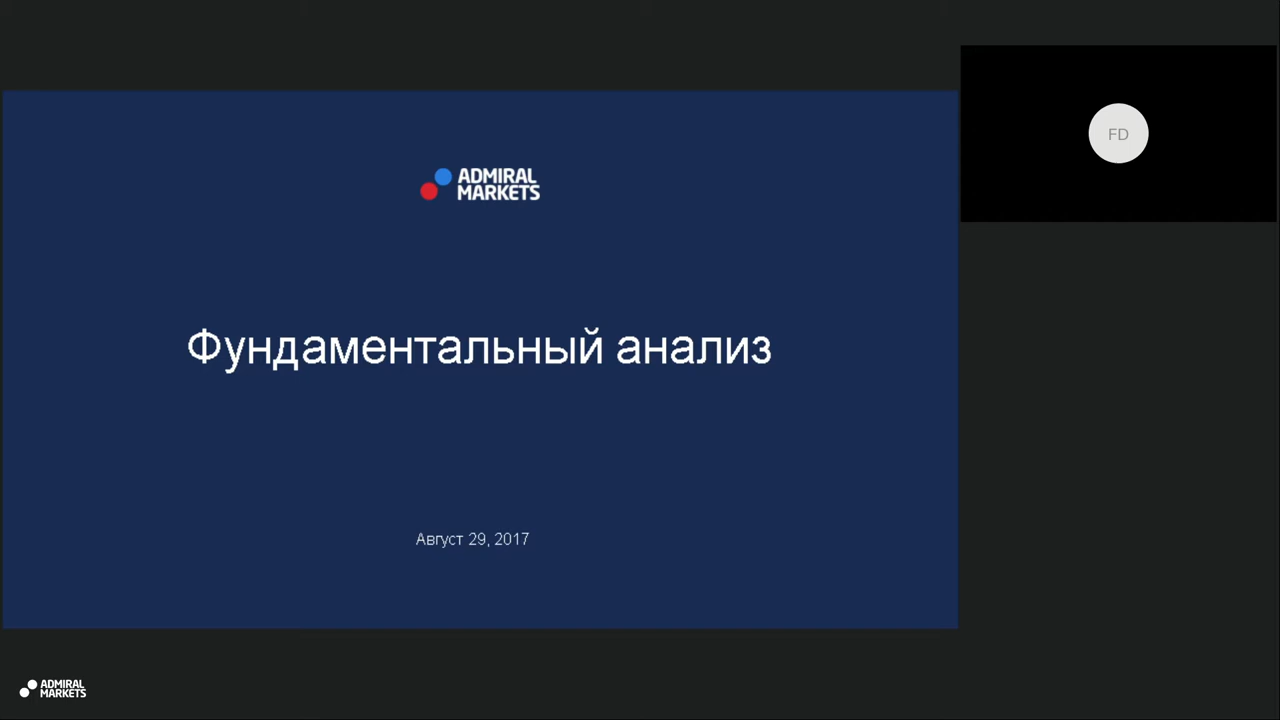 ADMIRAL
MARKETS
FD
Фундаментальный анализ
Август 29, 2017
ADMIRAL
MARKETS